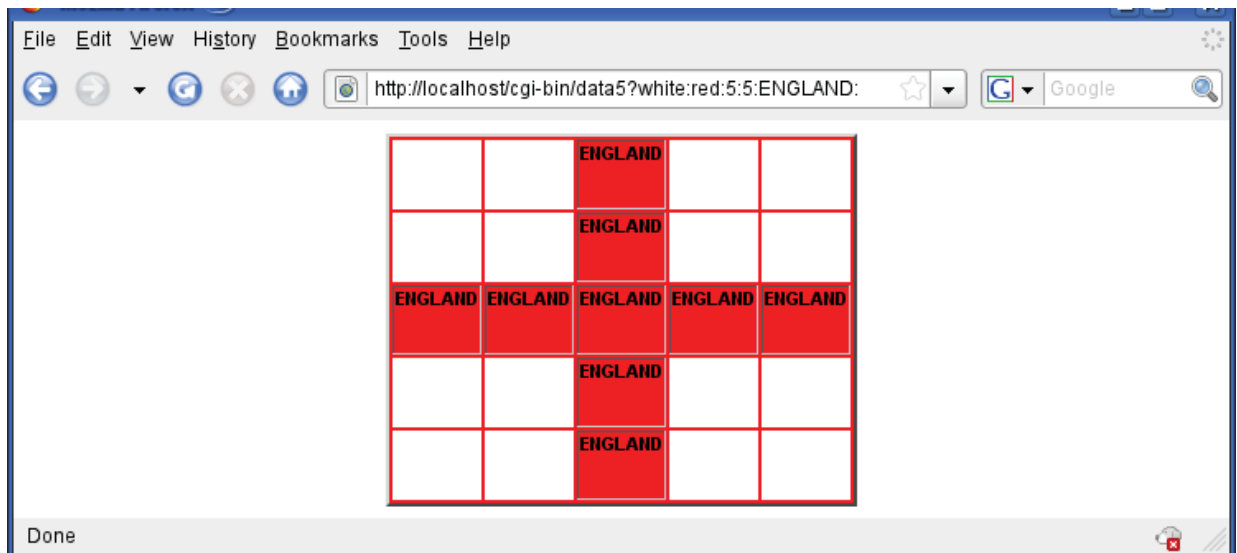 File Edit View History Bookmarks Tools Help
http://localhost/cgi-bin/data5?white:red:5:5:ENGLAND: G Google
ENGLAND
ENGLAND
ENGLAND ENGLAND ENGLAND ENGLAND ENGLAND
ENGLAND
ENGLAND
Done